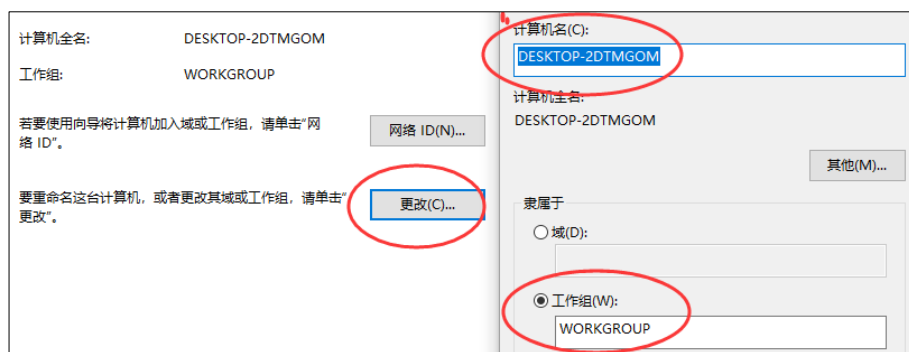 计算机全名: DESKTOP-2DTMGOM
工作组: WORKGROUP
若要使用向导将计算机加入域或工作组，请单击"网
络 ID"。
网络 ID(N)...
要重命名这台计算机，或者更改其域或工作组，请单击"
更改"。
更改(C)...
计算机名(C):
DESKTOP-2DTMGOM
计算机全名:
DESKTOP-2DTMGOM
其他(M)...
隶属于
域(D):
工作组(W):
WORKGROUP